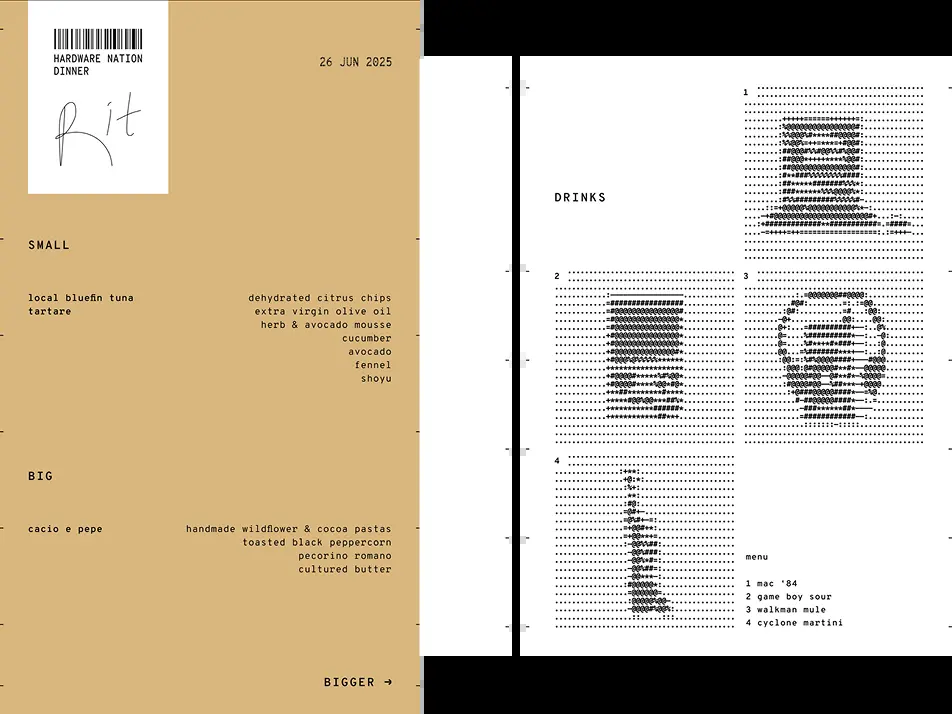 HARDWARE NATION
DINNER
Rit
26 JUN 2025
SMALL
local bluefin tuna
tartare
dehydrated citrus chips
extra virgin olive oil
herb & avocado mousse
cucumber
avocado
fennel
shoyu
BIG
cacio e pepe
handmade wildflower & cocoa pastas
toasted black peppercorn
pecorino romano
cultured butter
BIGGER →
DRINKS
1
2
3
4
menu
1 mac '84
2 game boy sour
3 walkman mule
4 cyclone martini